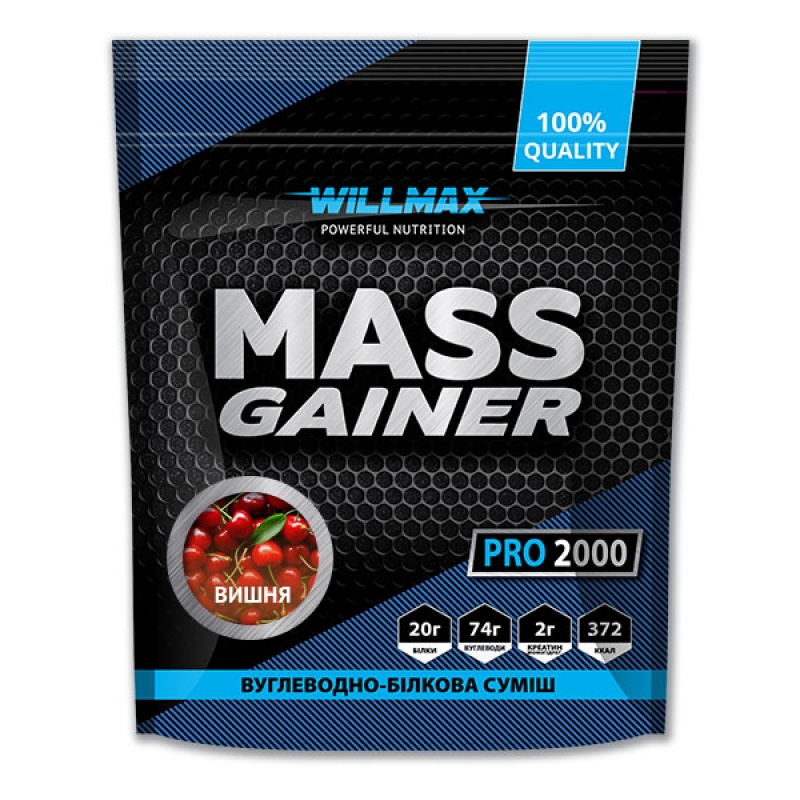 100%
QUALITY
WILLMAX
POWERFUL NUTRITION
MASS
GAINER
PRO 2000
ВИШНЯ
20г
БІЛКИ
74г
ВУГЛЕВОДИ
2г
КРЕАТИН
МОНОГІДРАТ
372
ККАЛ
ВУГЛЕВОДНО-БІЛКОВА СУМІШ